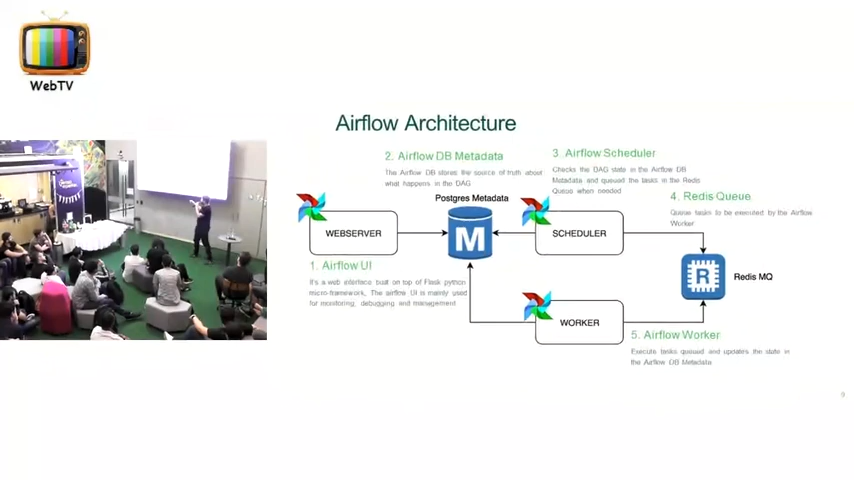 WebTV
Airflow Architecture
2. Airflow DB Metadata
The Airflow DB stores the source of truth about
what happens in the DAG
3. Airflow Scheduler
Checks the DAG state in the Airflow DB
Metadata and queued the tasks in the Redis
Queue when needed
4. Redis Queue
Queue tasks to be executed by the Airflow
Worker
Postgres Metadata
WEBSERVER
M
SCHEDULER
R
Redis MQ
1. Airflow UI
It's a web interface built on top of Flask python
micro-framework. The airflow UI is mainly used
for monitoring, debugging and management
WORKER
5. Airflow Worker
Execute tasks queued and updates the state in
the Airflow DB Metadata
9